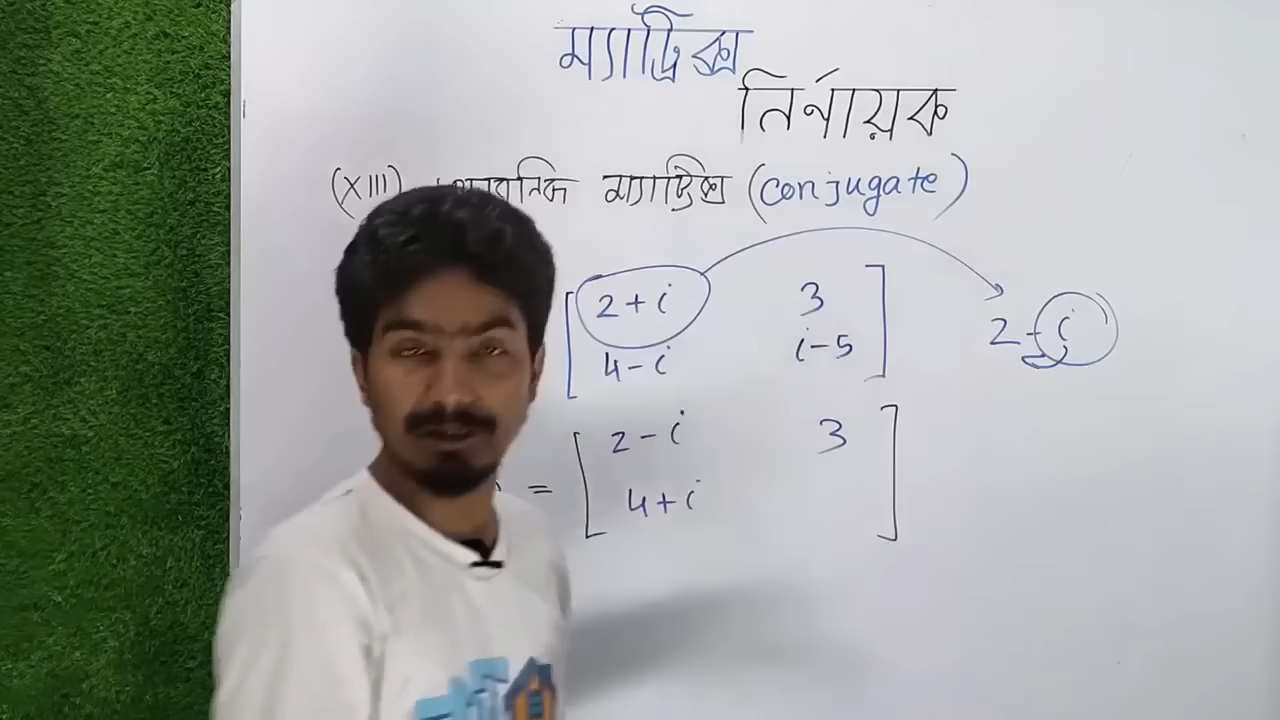 ম্যাট্রিক্স
নির্নায়ক
(XIII) ম্যাট্রিক্স (conjugate)
2+i 3
4-i i-5
2-i
= 2-i 3
4+i